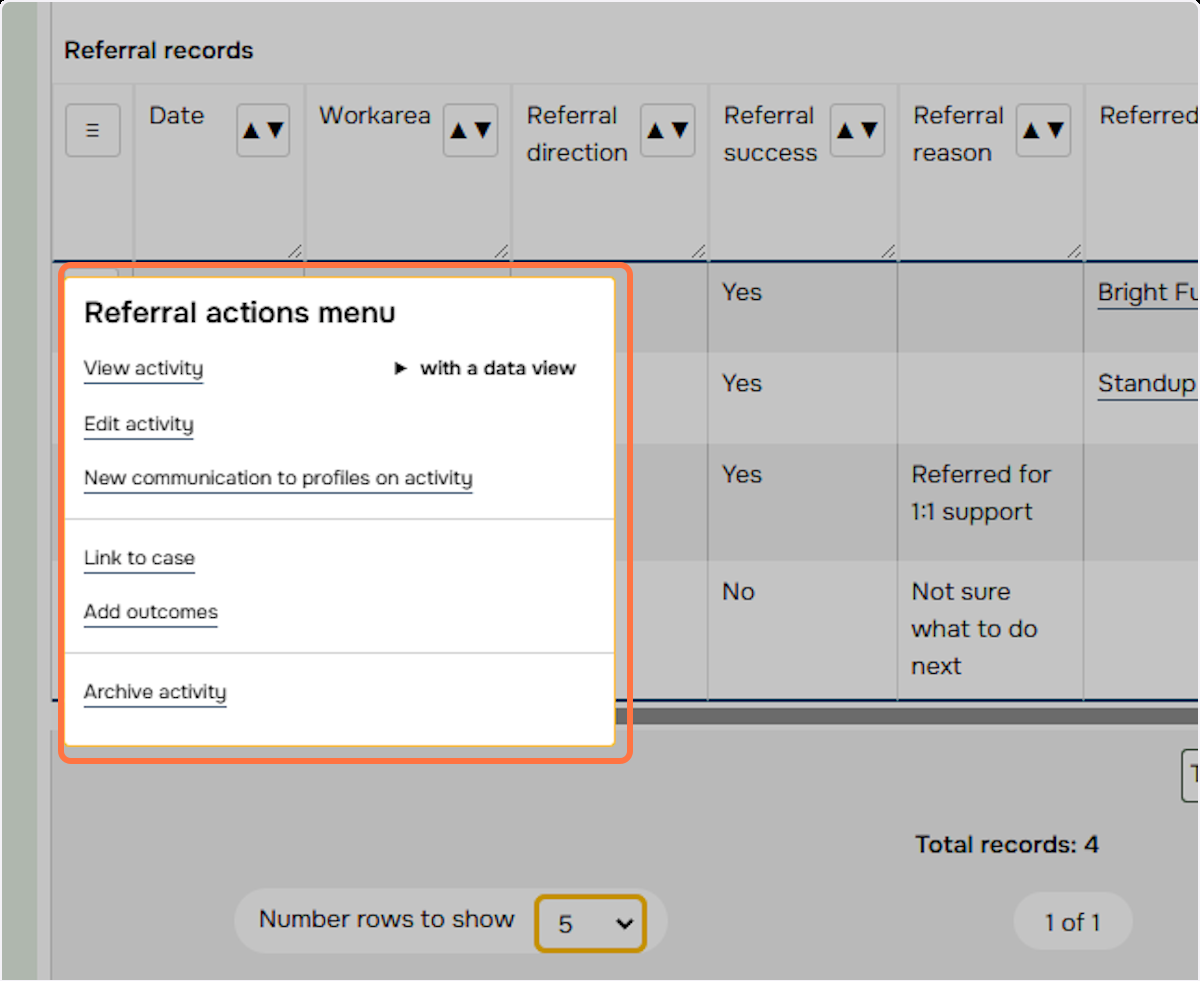 Referral records
☰
Date ▲▼
Workarea ▲▼
Referral
direction ▲▼
Referral
success ▲▼
Referral
reason ▲▼
Referred
Referral actions menu
View activity
▶ with a data view
Edit activity
New communication to profiles on activity
Link to case
Add outcomes
Archive activity
Yes
Bright Fu
Yes
Standup
Yes
Referred for
1:1 support
No
Not sure
what to do
next
T
Total records: 4
Number rows to show 5
1 of 1